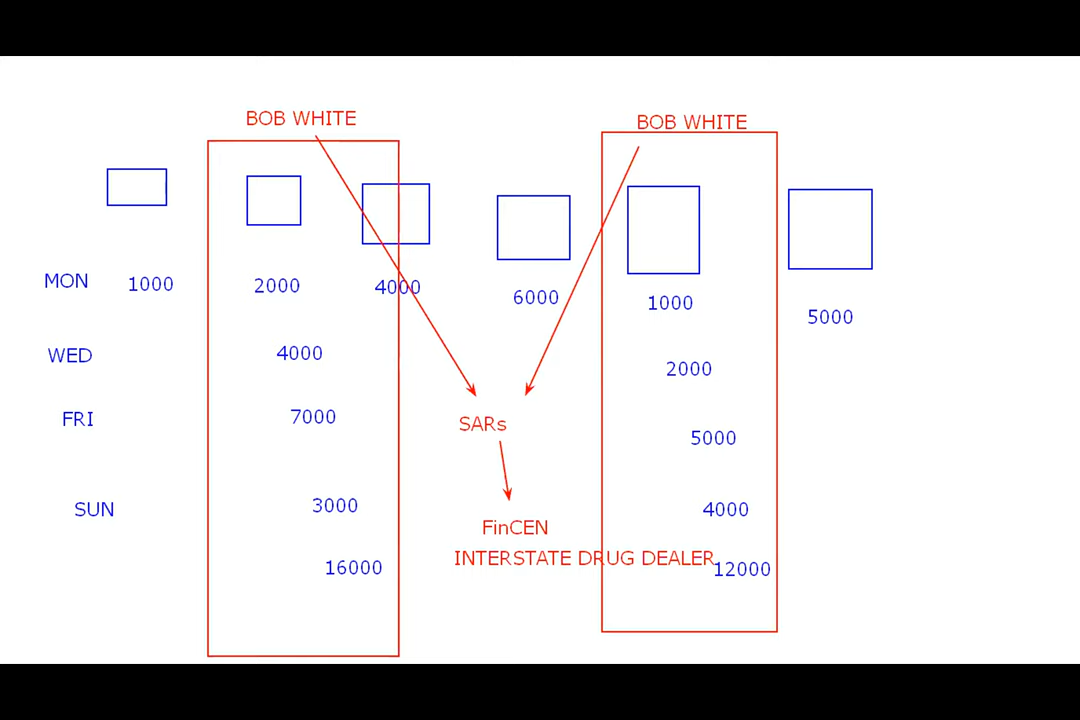 BOB WHITE BOB WHITE
MON 1000 2000 4000 6000 1000 5000
WED 4000 2000
FRI 7000 SARs 5000
SUN 3000 4000
FinCEN
INTERSTATE DRUG DEALER
16000 12000